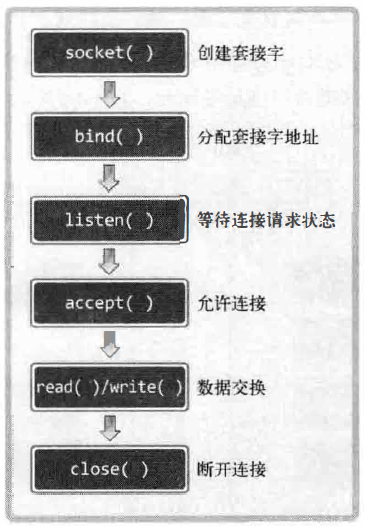 socket( ) 创建套接字
bind( ) 分配套接字地址
listen( ) 等待连接请求状态
accept( ) 允许连接
read( )/write( ) 数据交换
close( ) 断开连接